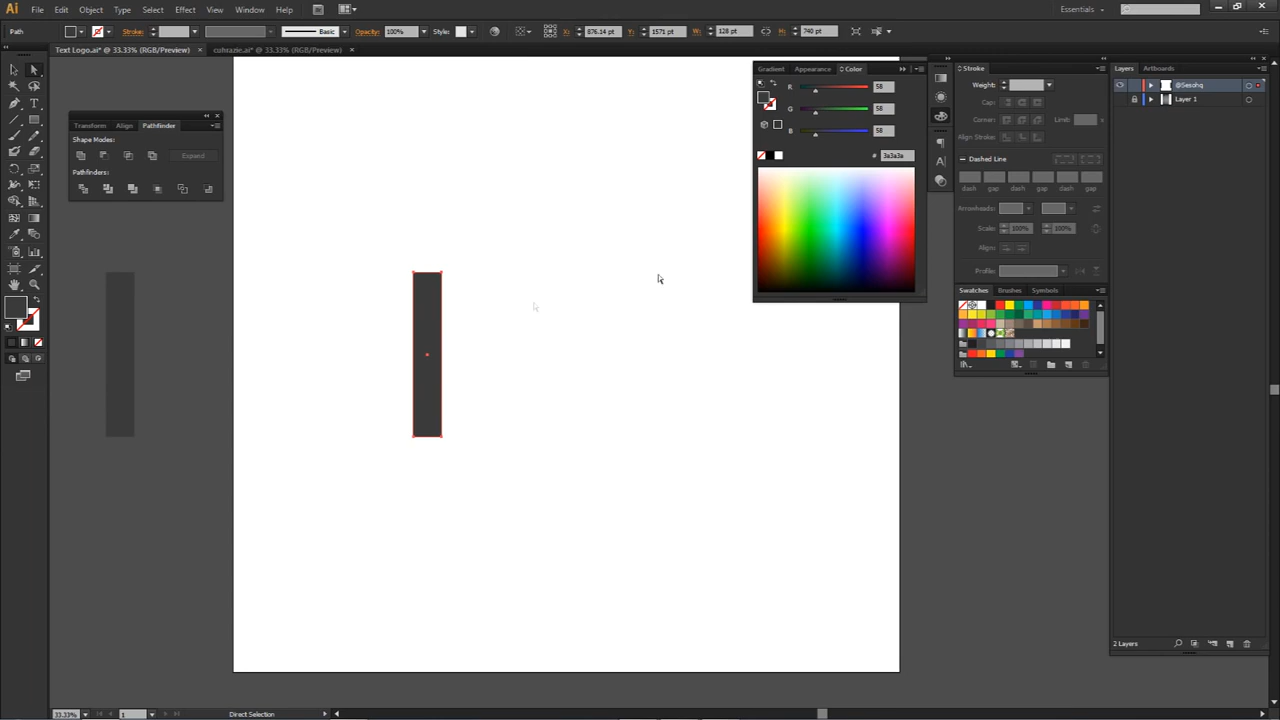 Ai File Edit Object Type Select Effect View Window Help
Essentials
Path Stroke: Basic Opacity: 100% Style: X: 876.14 pt Y: 1571 pt W: 128 pt H: 740 pt
Text Logo.ai* @ 33.33% (RGB/Preview) × cuhrazie.ai* @ 33.33% (RGB/Preview) ×
Gradient Appearance Color
Stroke
Layers Artboards
R 58
Weight:
@Sesohq
Layer 1
Cap:
G 58
Corner: Limit:
Transform Align Pathfinder
B 58
Align Stroke:
Shape Modes:
Expand
# 3a3a3a
Dashed Line
Pathfinders:
dash gap dash gap dash gap
Arrowheads:
Scale: 100% 100%
Align:
Profile:
Swatches Brushes Symbols
2 Layers
33.33% 1 Direct Selection